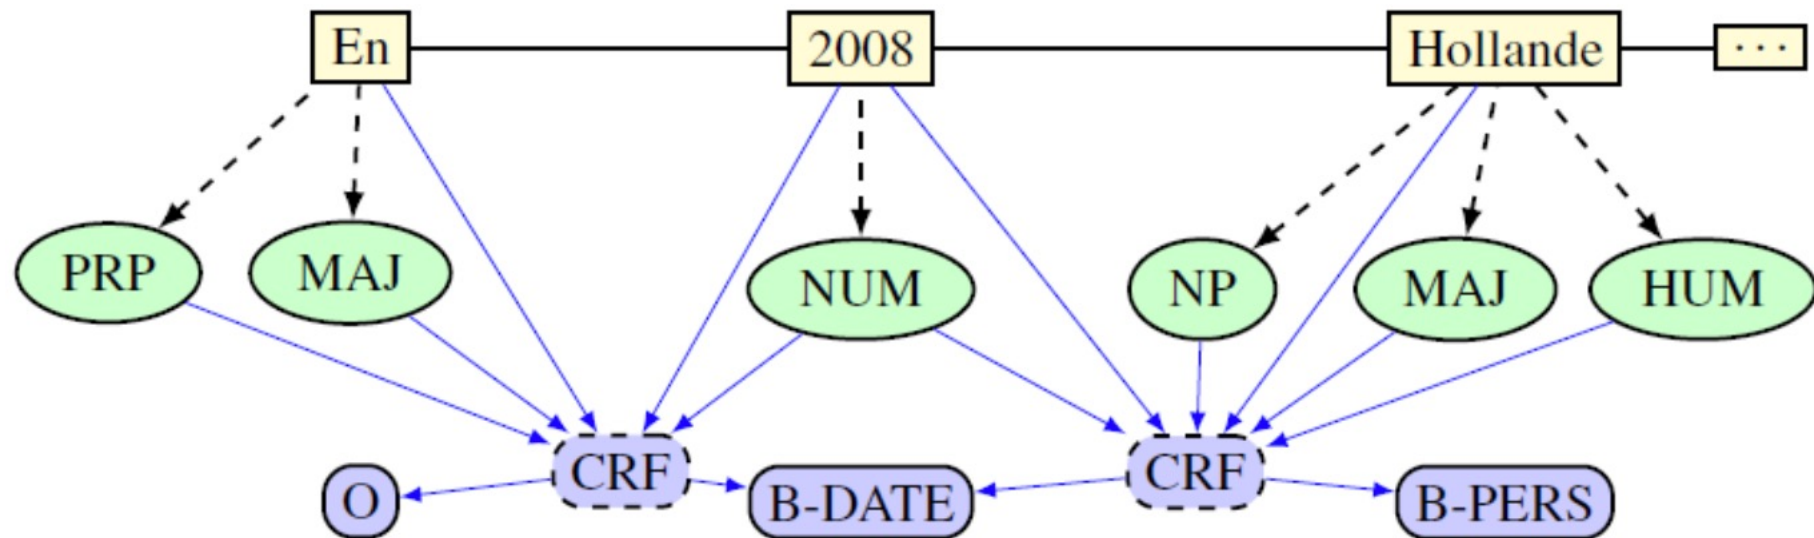 En 2008 Hollande ···
PRP MAJ NUM NP MAJ HUM
CRF CRF
O B-DATE B-PERS